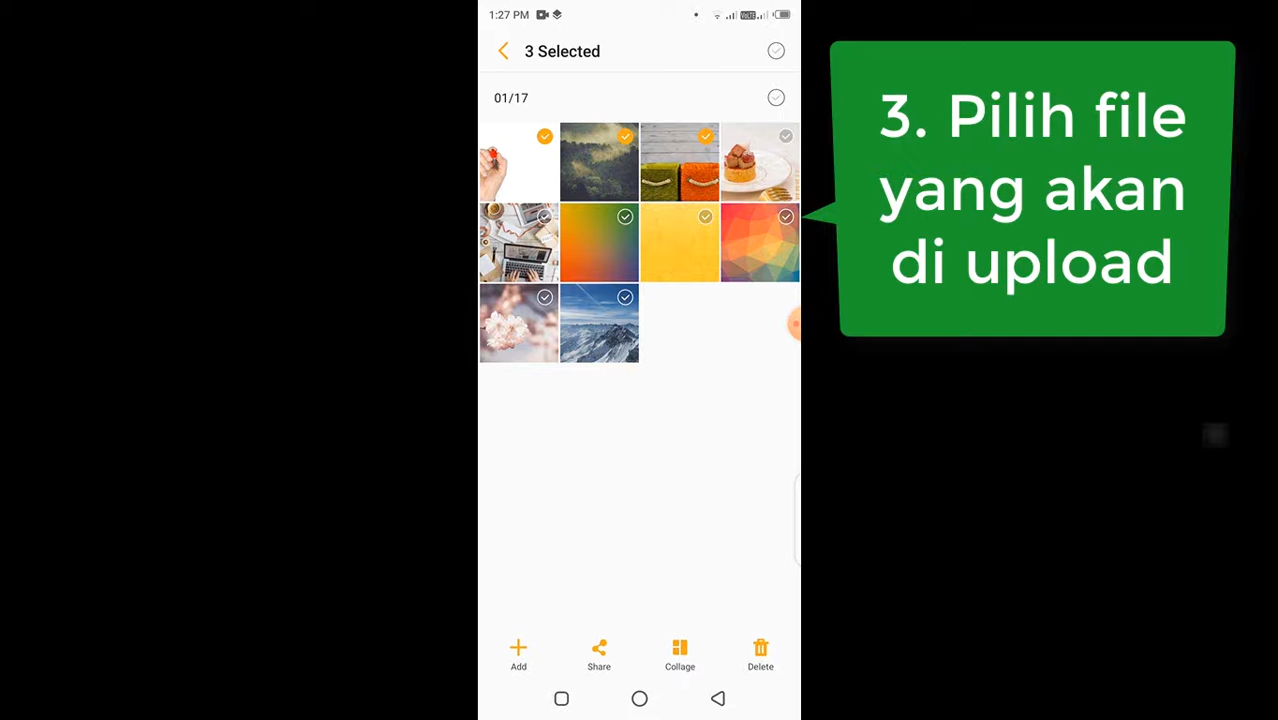 1:27 PM
3 Selected
01/17
Add
Share
Collage
Delete
3. Pilih file
yang akan
di upload